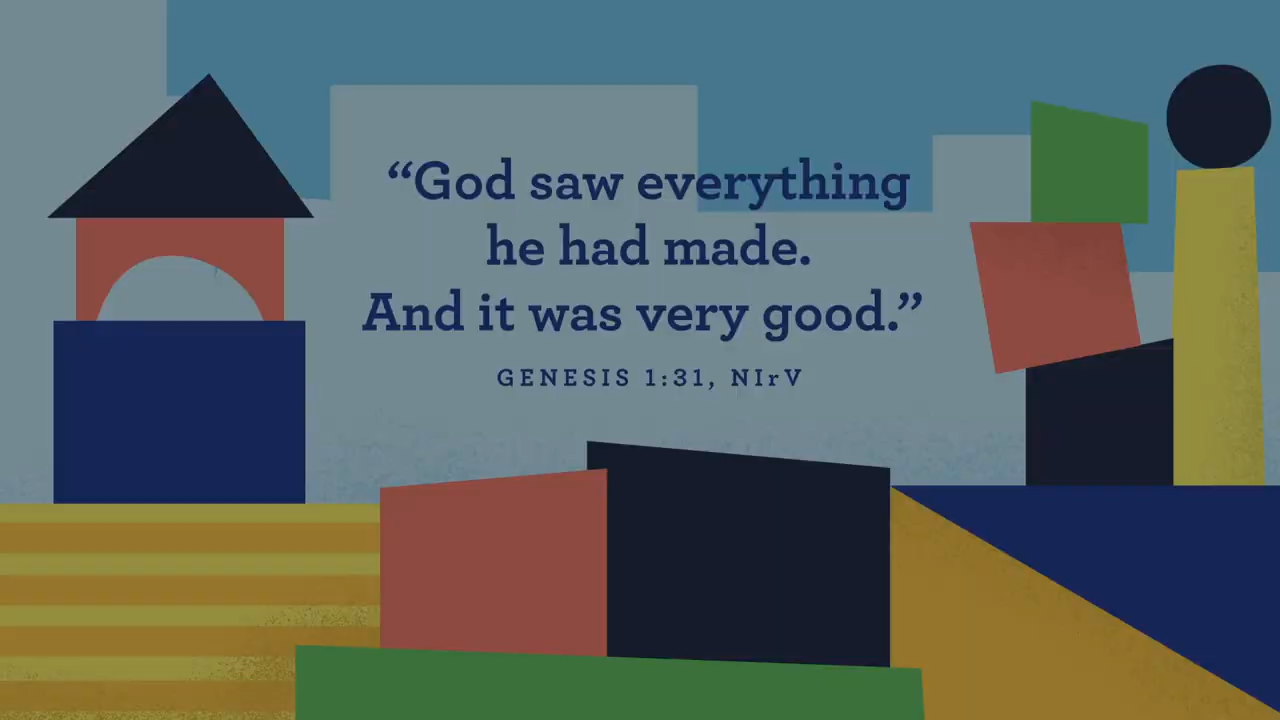 “God saw everything
he had made.
And it was very good.”
GENESIS 1:31, NIrV